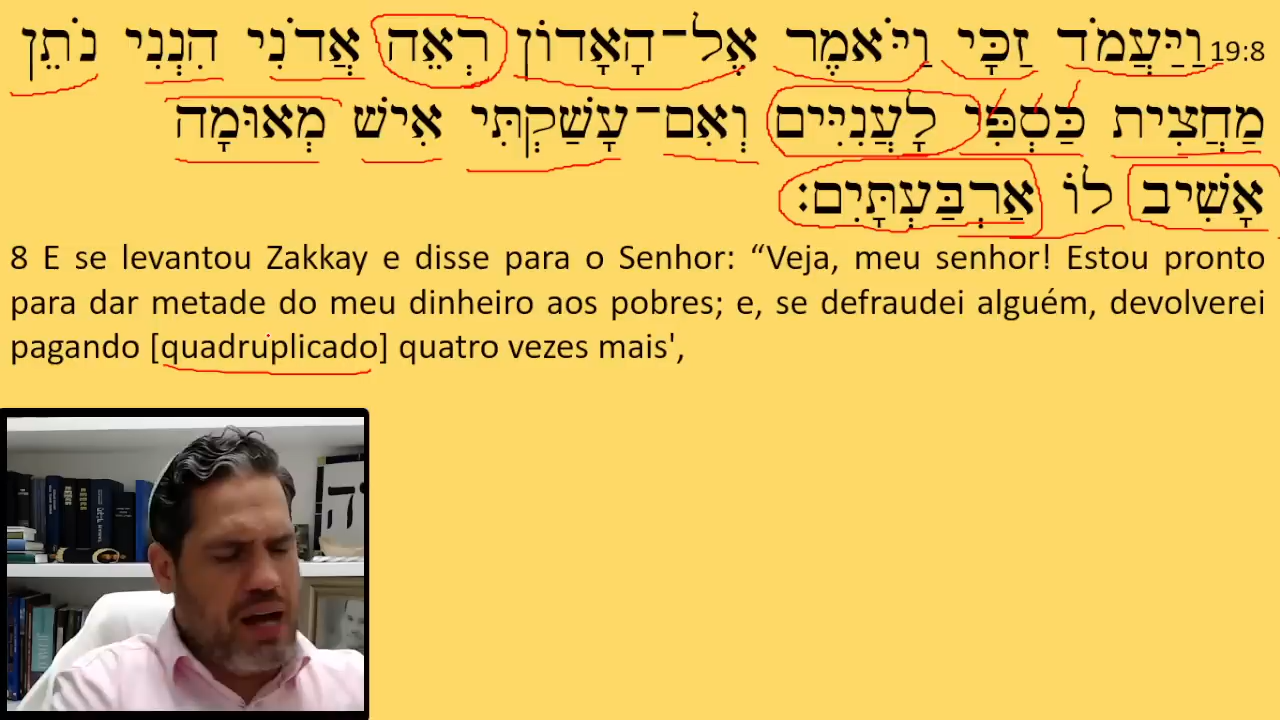 19:8 וַיַּעֲמֹד זַכָּי וַיֹּאמֶר אֶל־הָאָדוֹן רְאֵה אֲדֹנִי הִנְנִי נֹתֵן
מַחֲצִית כַּסְפִּי לָעֲנִיִּים וְאִם־עָשַׁקְתִּי אִישׁ מְאוּמָה
אָשִׁיב לוֹ אַרְבַּעְתָּיִם:
8 E se levantou Zakkay e disse para o Senhor: “Veja, meu senhor! Estou pronto
para dar metade do meu dinheiro aos pobres; e, se defraudei alguém, devolverei
pagando [quadruplicado] quatro vezes mais',